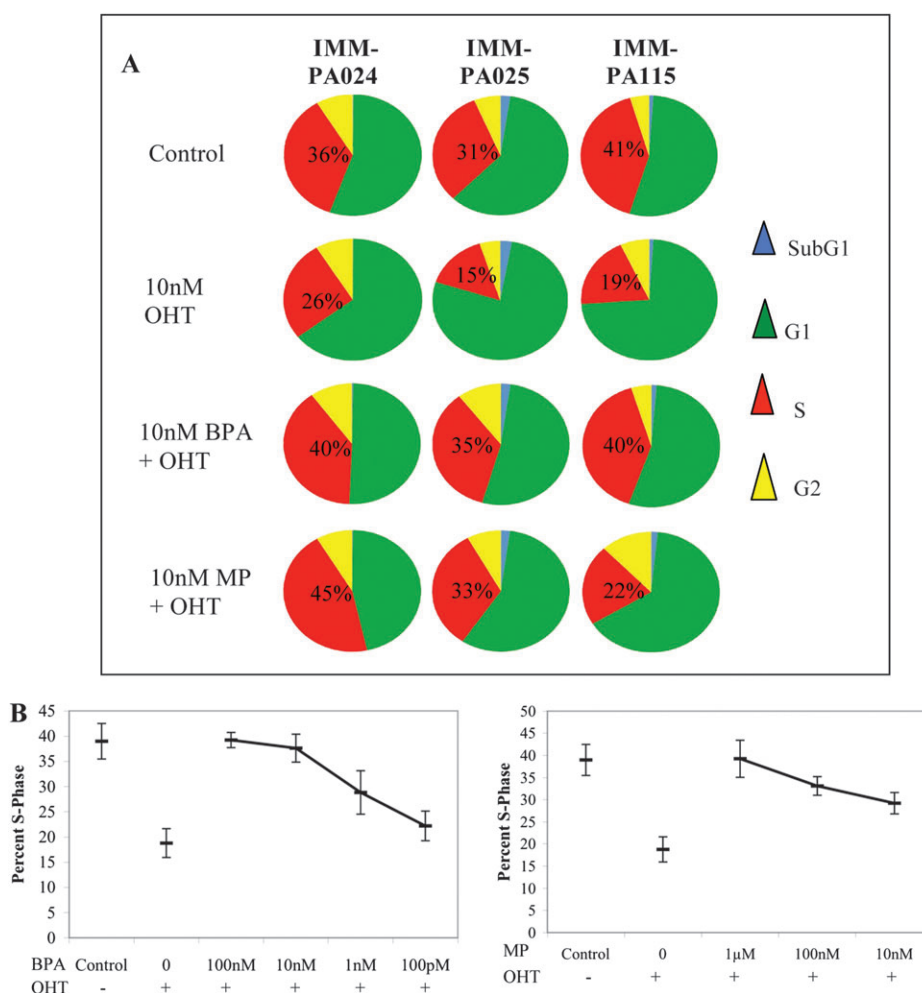 A
IMM- IMM- IMM-
PA024 PA025 PA115
Control 36% 31% 41%
10nM
OHT 26% 15% 19%
10nM BPA
+ OHT 40% 35% 40%
10nM MP
+ OHT 45% 33% 22%
SubG1
G1
S
G2
B
Percent S-Phase
45
40
35
30
25
20
15
10
5
0
BPA Control 0 100nM 10nM 1nM 100pM
OHT - + + + + +
Percent S-Phase
50
45
40
35
30
25
20
15
10
5
0
MP Control 0 1µM 100nM 10nM
OHT - + + + +